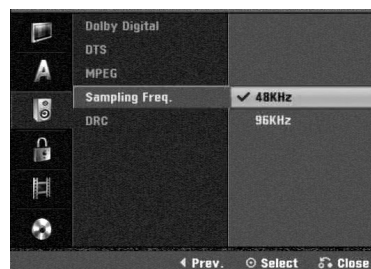 Dolby Digital
DTS
MPEG
Sampling Freq. ✓ 48KHz
DRC 96KHz
A
◀ Prev. ⊙ Select Close